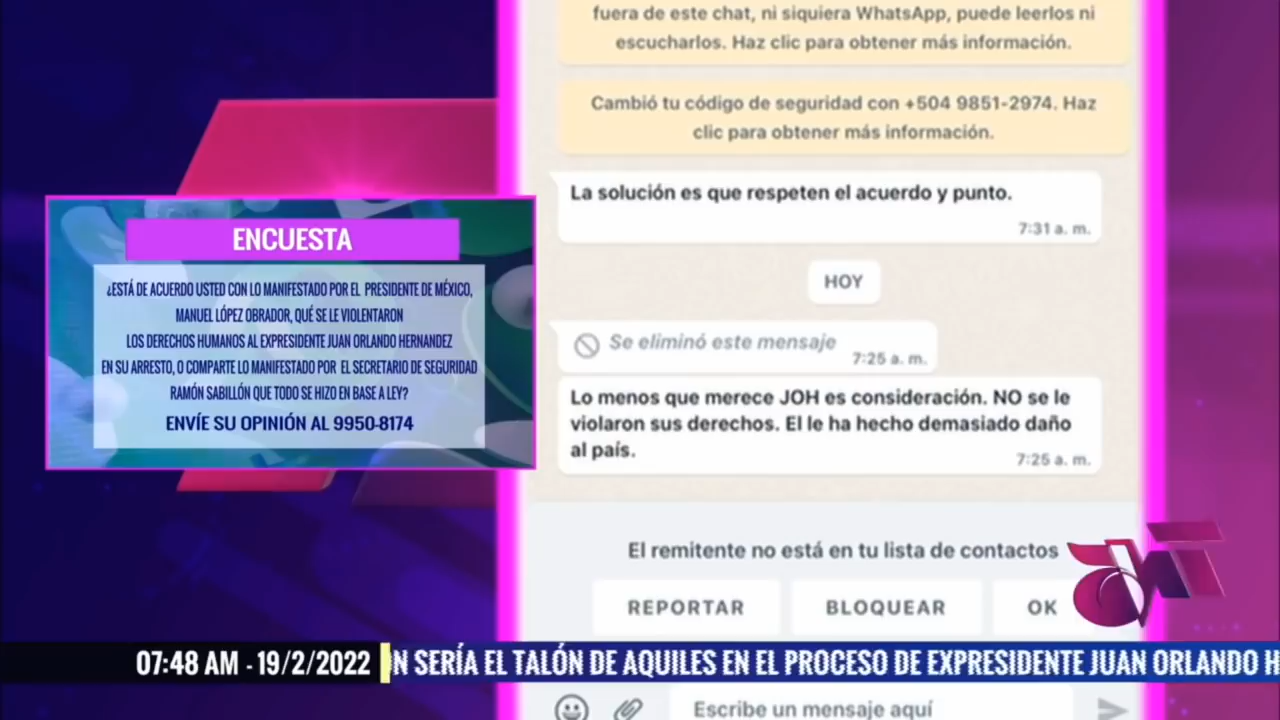 ENCUESTA
¿ESTÁ DE ACUERDO USTED CON LO MANIFESTADO POR EL PRESIDENTE DE MÉXICO,
MANUEL LÓPEZ OBRADOR, QUÉ SE LE VIOLENTARON
LOS DERECHOS HUMANOS AL EXPRESIDENTE JUAN ORLANDO HERNANDEZ
EN SU ARRESTO, O COMPARTE LO MANIFESTADO POR EL SECRETARIO DE SEGURIDAD
RAMÓN SABILLÓN QUE TODO SE HIZO EN BASE A LEY?
ENVÍE SU OPINIÓN AL 9950-8174
fuera de este chat, ni siquiera WhatsApp, puede leerlos ni
escucharlos. Haz clic para obtener más información.
Cambió tu código de seguridad con +504 9851-2974. Haz
clic para obtener más información.
La solución es que respeten el acuerdo y punto.
7:31 a. m.
HOY
Se eliminó este mensaje
7:25 a. m.
Lo menos que merece JOH es consideración. NO se le
violaron sus derechos. El le ha hecho demasiado daño
al país.
7:25 a. m.
El remitente no está en tu lista de contactos
REPORTAR BLOQUEAR OK
07:48 AM - 19/2/2022 N SERÍA EL TALÓN DE AQUILES EN EL PROCESO DE EXPRESIDENTE JUAN ORLANDO H
Escribe un mensaje aquí